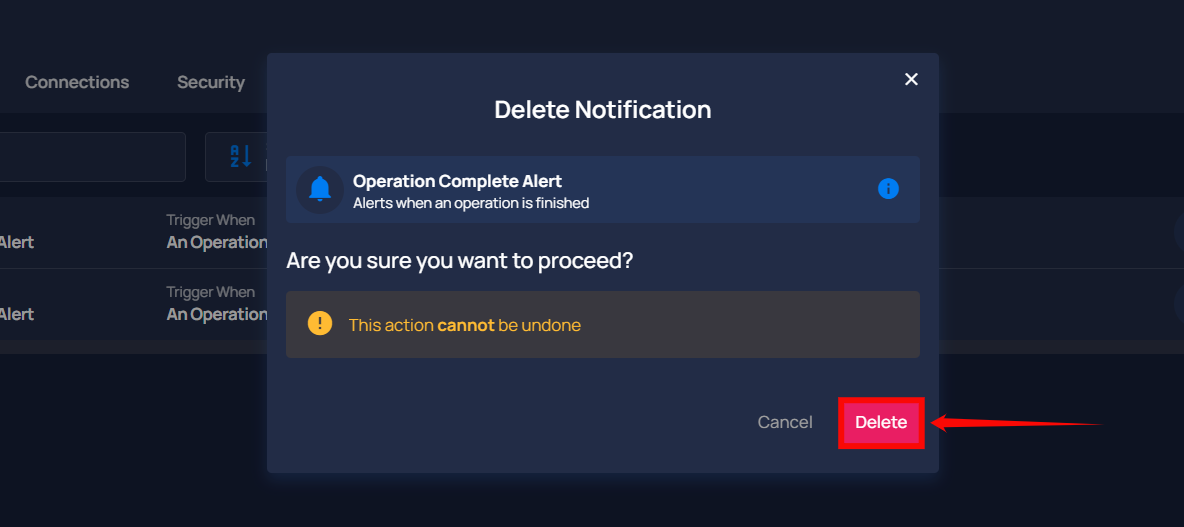 Connections Security
Delete Notification
Operation Complete Alert
Alerts when an operation is finished
Trigger When
Alert An Operation
Are you sure you want to proceed?
Trigger When
Alert An Operation
This action cannot be undone
Cancel Delete